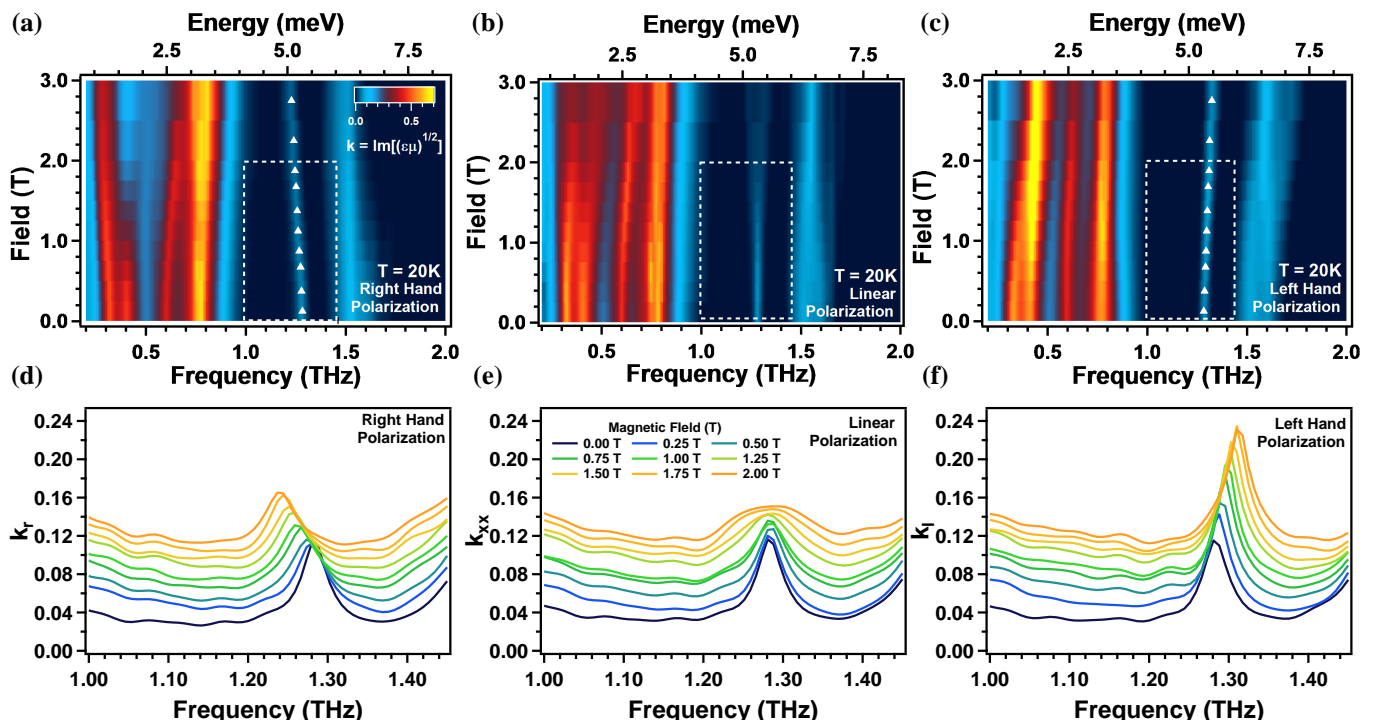 (a)
Energy (meV)
2.5 5.0 7.5
Field (T)
3.0
2.0
1.0
0.0
0.0 0.5
k = Im[(εμ)^1/2]
T = 20K
Right Hand
Polarization
0.5 1.0 1.5 2.0
Frequency (THz)
(b)
Energy (meV)
2.5 5.0 7.5
Field (T)
3.0
2.0
1.0
0.0
T = 20K
Linear
Polarization
0.5 1.0 1.5 2.0
Frequency (THz)
(c)
Energy (meV)
2.5 5.0 7.5
Field (T)
3.0
2.0
1.0
0.0
T = 20K
Left Hand
Polarization
0.5 1.0 1.5 2.0
Frequency (THz)
(d)
k_r
0.24
0.20
0.16
0.12
0.08
0.04
0.00
Right Hand
Polarization
1.00 1.10 1.20 1.30 1.40
Frequency (THz)
(e)
k_xx
0.24
0.20
0.16
0.12
0.08
0.04
0.00
Magnetic Field (T)
0.00 T 0.25 T 0.50 T
0.75 T 1.00 T 1.25 T
1.50 T 1.75 T 2.00 T
Linear
Polarization
1.00 1.10 1.20 1.30 1.40
Frequency (THz)
(f)
k_l
0.24
0.20
0.16
0.12
0.08
0.04
0.00
Left Hand
Polarization
1.00 1.10 1.20 1.30 1.40
Frequency (THz)